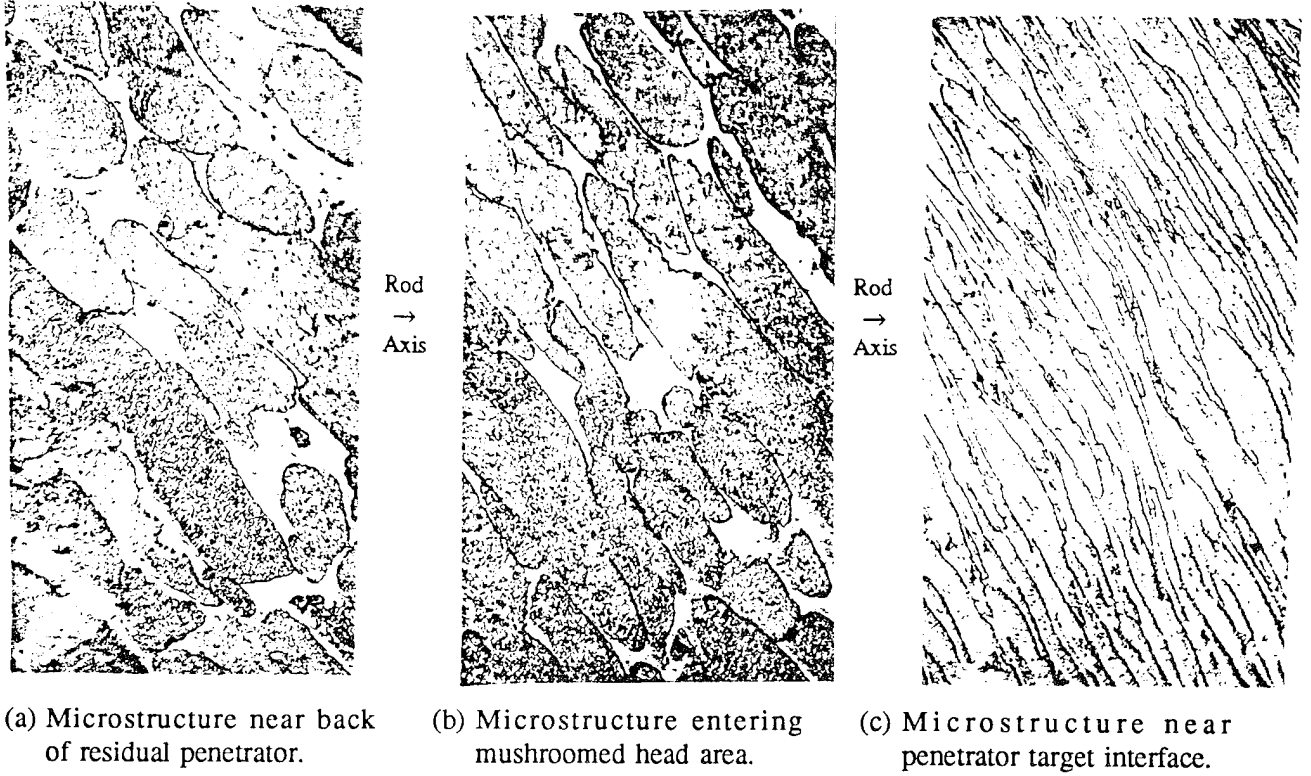 Rod
→
Axis
Rod
→
Axis
(a) Microstructure near back
of residual penetrator.
(b) Microstructure entering
mushroomed head area.
(c) Microstructure near
penetrator target interface.